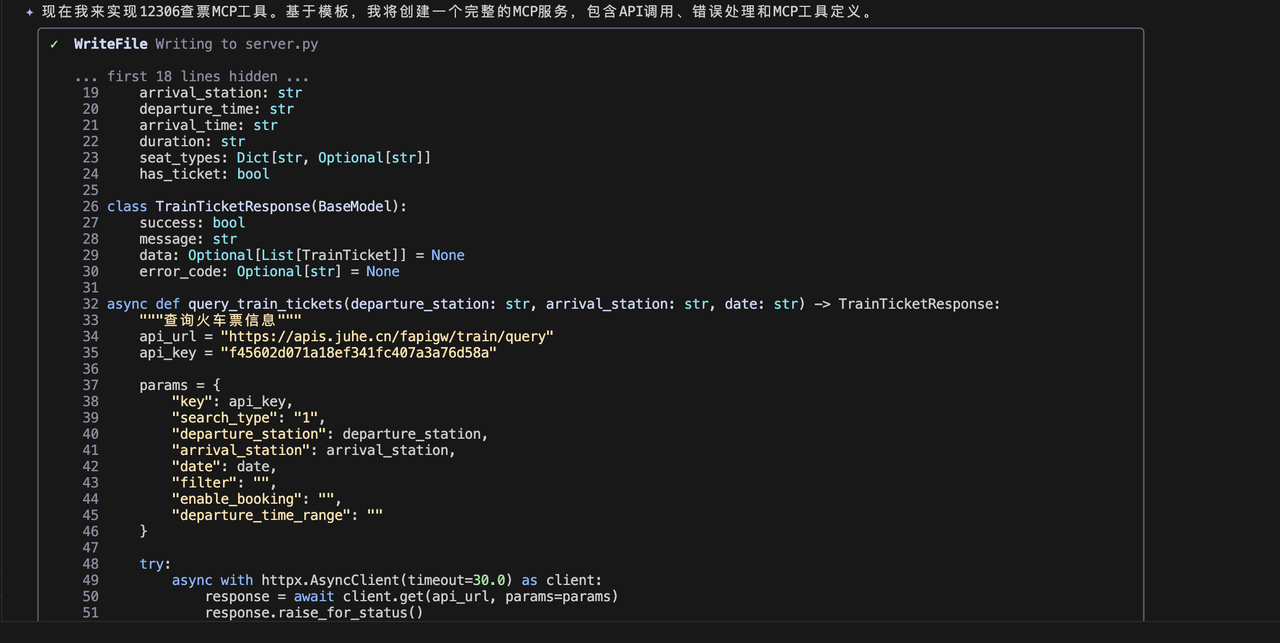 ✦ 现在我来实现12306查票MCP工具。基于模板，我将创建一个完整的MCP服务，包含API调用、错误处理和MCP工具定义。
✓ WriteFile Writing to server.py
... first 18 lines hidden ...
19     arrival_station: str
20     departure_time: str
21     arrival_time: str
22     duration: str
23     seat_types: Dict[str, Optional[str]]
24     has_ticket: bool
25
26 class TrainTicketResponse(BaseModel):
27     success: bool
28     message: str
29     data: Optional[List[TrainTicket]] = None
30     error_code: Optional[str] = None
31
32 async def query_train_tickets(departure_station: str, arrival_station: str, date: str) -> TrainTicketResponse:
33     """查询火车票信息"""
34     api_url = "https://apis.juhe.cn/fapigw/train/query"
35     api_key = "f45602d071a18ef341fc407a3a76d58a"
36
37     params = {
38         "key": api_key,
39         "search_type": "1",
40         "departure_station": departure_station,
41         "arrival_station": arrival_station,
42         "date": date,
43         "filter": "",
44         "enable_booking": "",
45         "departure_time_range": ""
46     }
47
48     try:
49         async with httpx.AsyncClient(timeout=30.0) as client:
50             response = await client.get(api_url, params=params)
51             response.raise_for_status()